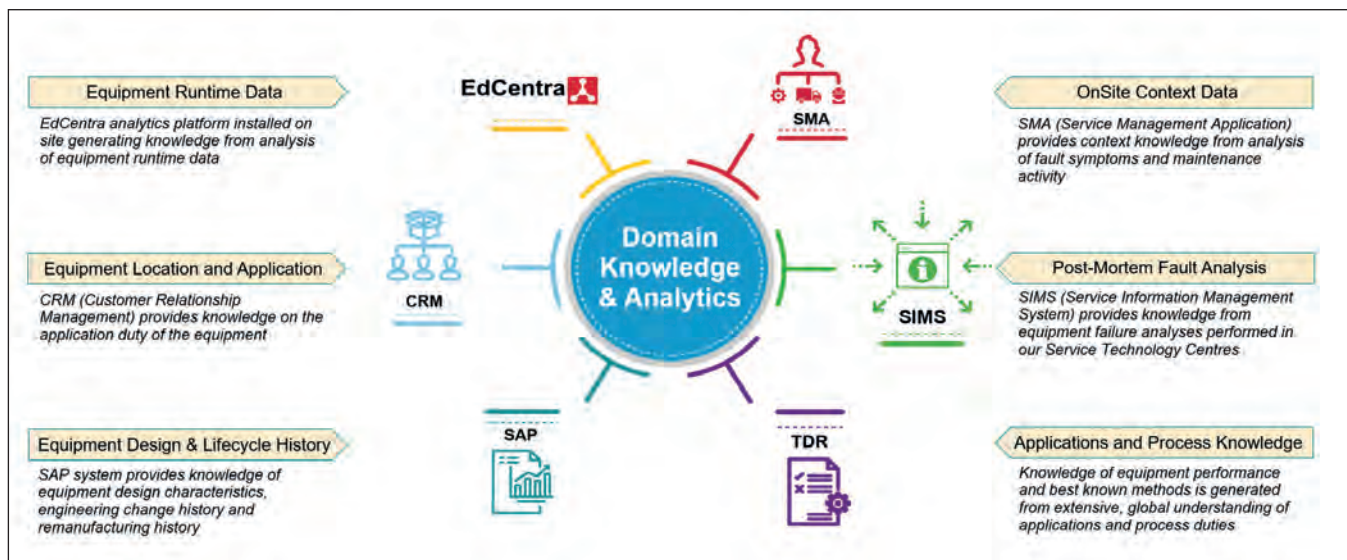 Equipment Runtime Data
EdCentra analytics platform installed on
site generating knowledge from analysis
of equipment runtime data
Equipment Location and Application
CRM (Customer Relationship
Management) provides knowledge on the
application duty of the equipment
Equipment Design & Lifecycle History
SAP system provides knowledge of
equipment design characteristics,
engineering change history and
remanufacturing history
EdCentra
SMA
CRM
Domain
Knowledge
& Analytics
SIMS
SAP
TDR
OnSite Context Data
SMA (Service Management Application)
provides context knowledge from analysis
of fault symptoms and maintenance
activity
Post-Mortem Fault Analysis
SIMS (Service Information Management
System) provides knowledge from
equipment failure analyses performed in
our Service Technology Centres
Applications and Process Knowledge
Knowledge of equipment performance
and best known methods is generated
from extensive, global understanding of
applications and process duties